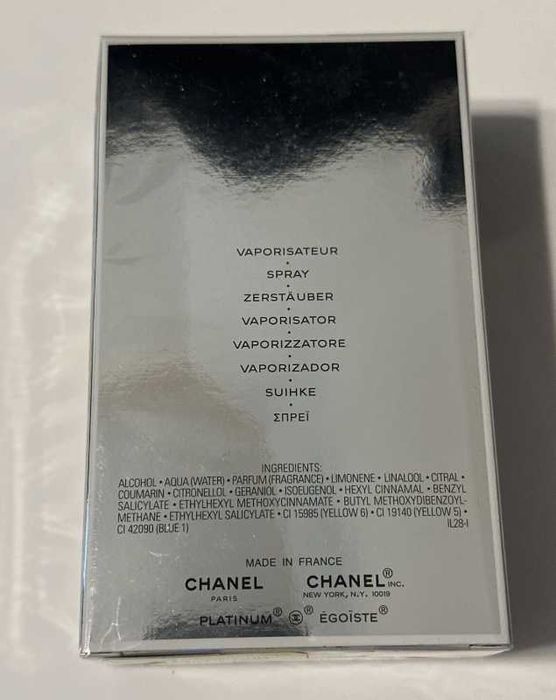 VAPORISATEUR
•
SPRAY
•
ZERSTÄUBER
•
VAPORISATOR
•
VAPORIZZATORE
•
VAPORIZADOR
•
SUIHKE
•
ΣΠΡΕΪ
INGREDIENTS:
ALCOHOL • AQUA (WATER) • PARFUM (FRAGRANCE) • LIMONENE • LINALOOL • CITRAL •
COUMARIN • CITRONELLOL • GERANIOL • ISOEUGENOL • HEXYL CINNAMAL • BENZYL
SALICYLATE • ETHYLHEXYL METHOXYCINNAMATE • BUTYL METHOXYDIBENZOYL-
METHANE • ETHYLHEXYL SALICYLATE • CI 15985 (YELLOW 6) • CI 19140 (YELLOW 5) •
CI 42090 (BLUE 1) IL28-I
MADE IN FRANCE
CHANEL CHANEL® INC.
PARIS NEW YORK, N.Y. 10019
PLATINUM® ® ÉGOÏSTE®